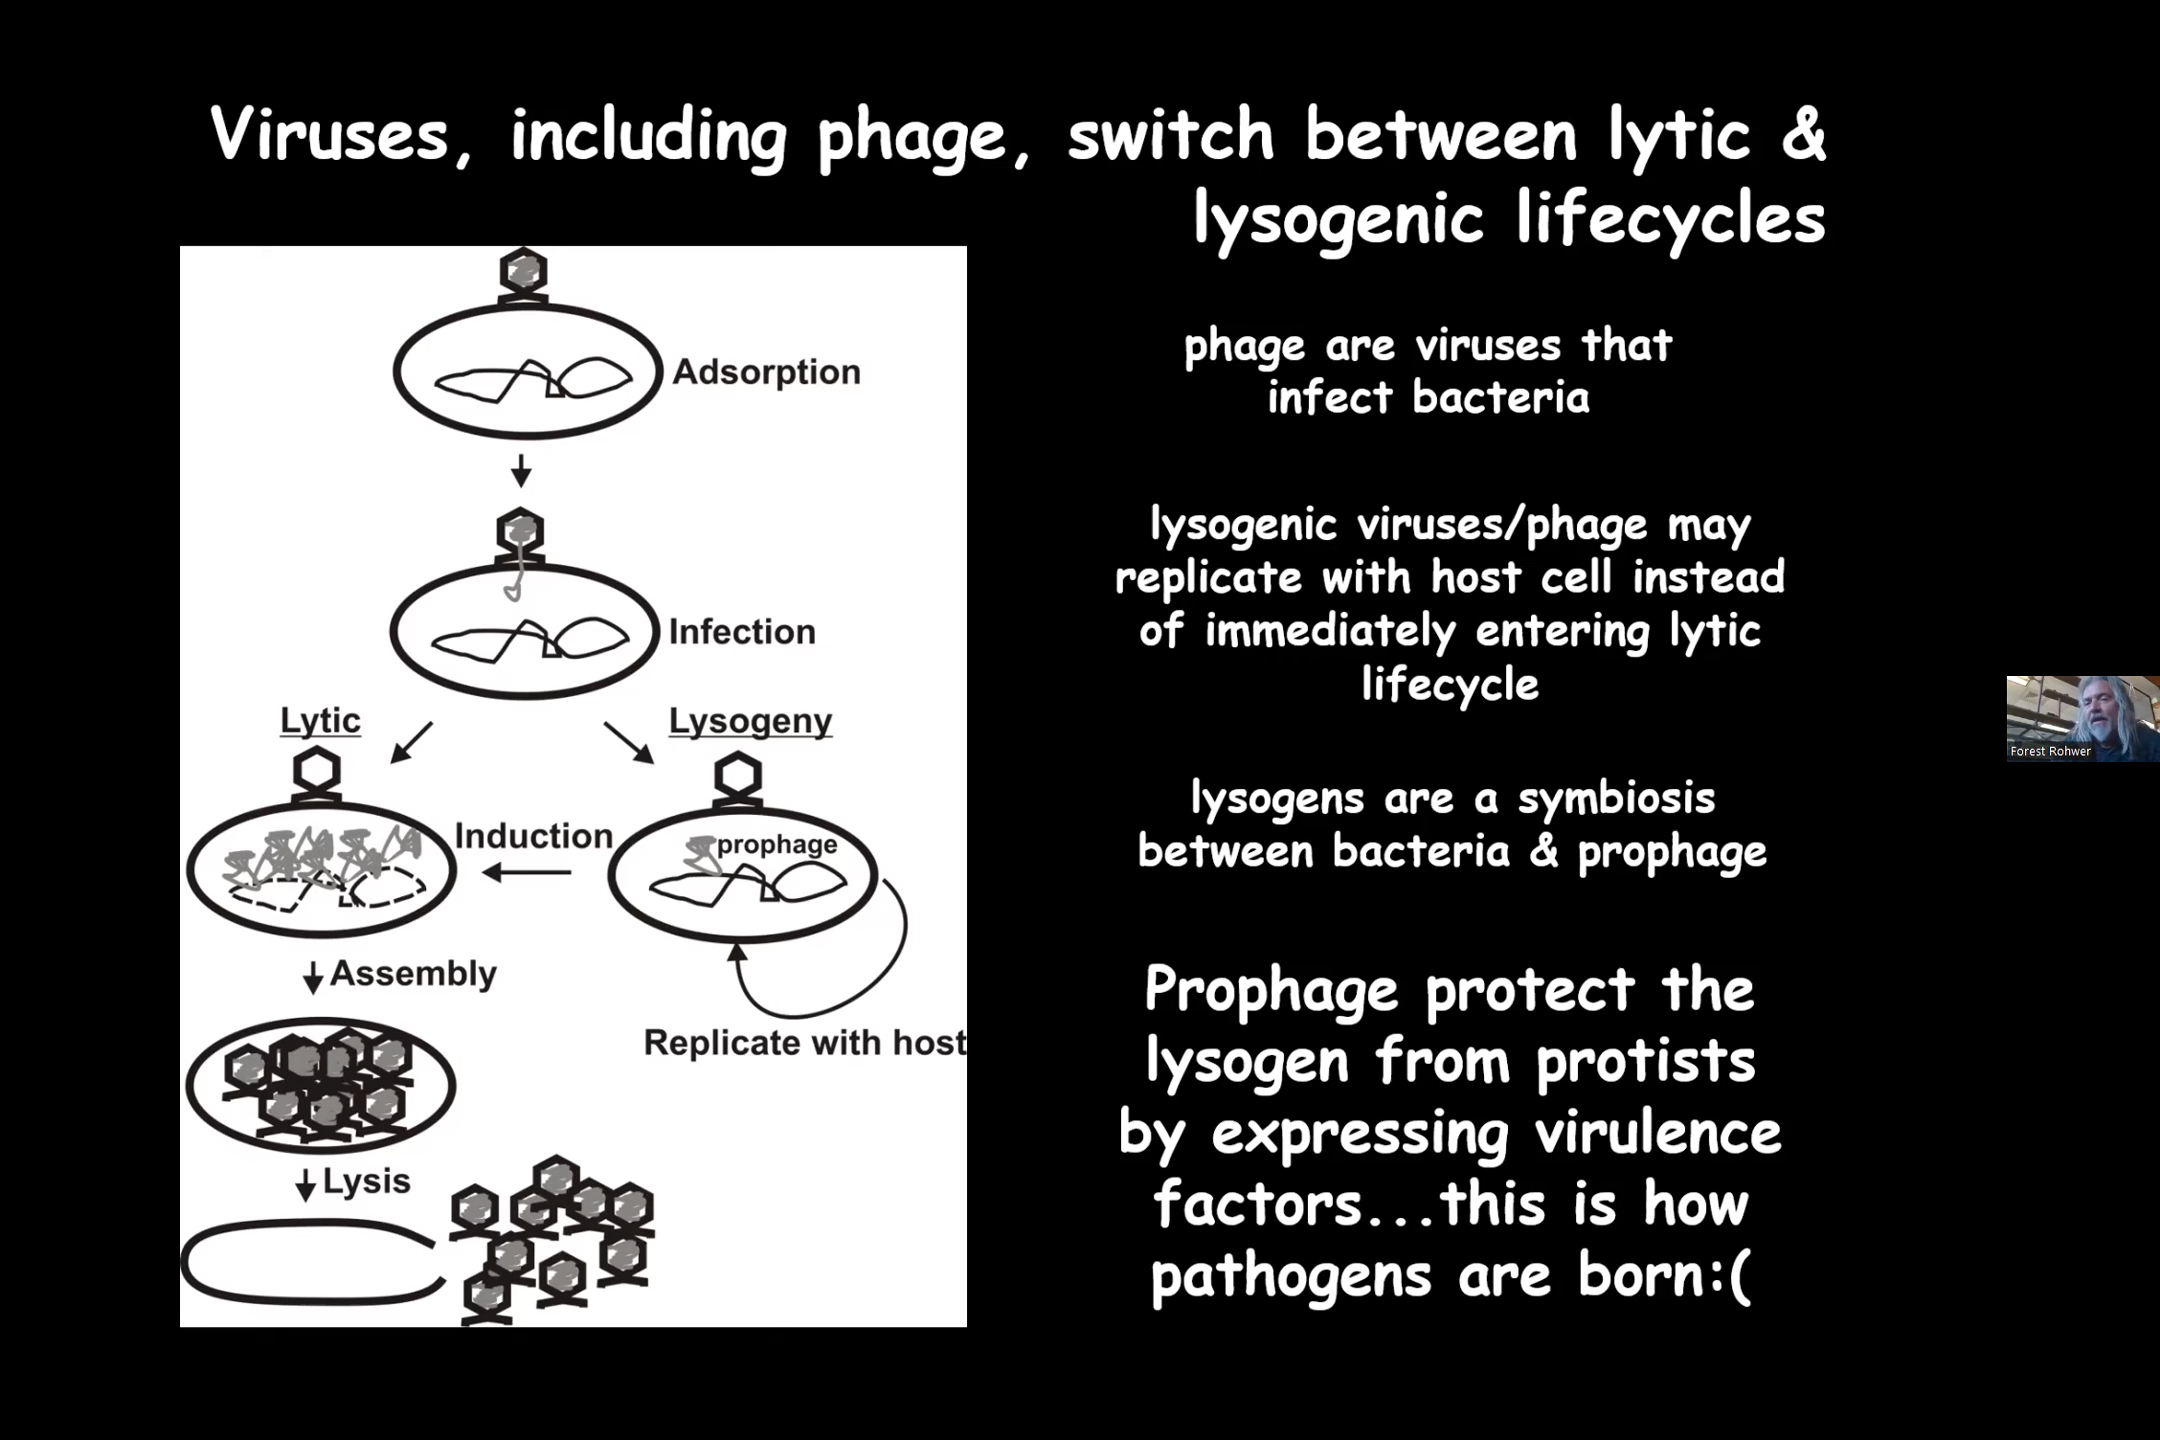 Viruses, including phage, switch between lytic &
lysogenic lifecycles
Adsorption
Infection
Lytic
Lysogeny
Induction
prophage
Assembly
Replicate with host
Lysis
phage are viruses that
infect bacteria
lysogenic viruses/phage may
replicate with host cell instead
of immediately entering lytic
lifecycle
lysogens are a symbiosis
between bacteria & prophage
Prophage protect the
lysogen from protists
by expressing virulence
factors...this is how
pathogens are born:(
Forest Rohwer